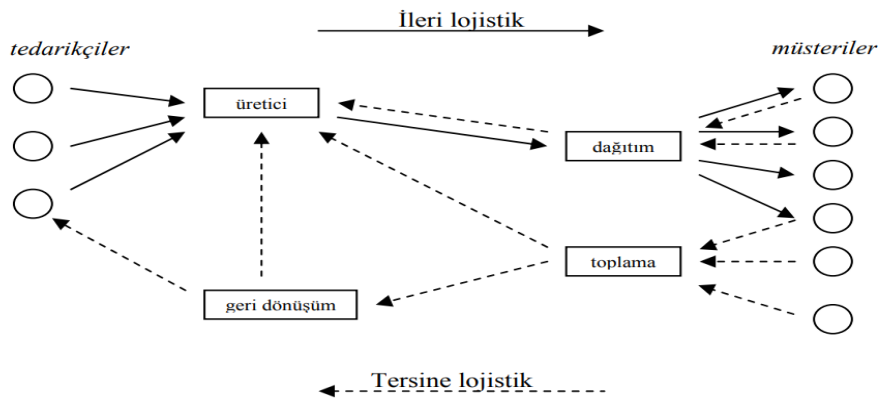 İleri lojistik
tedarikçiler
müsteriler
üretici
dağıtım
toplama
geri dönüşüm
Tersine lojistik